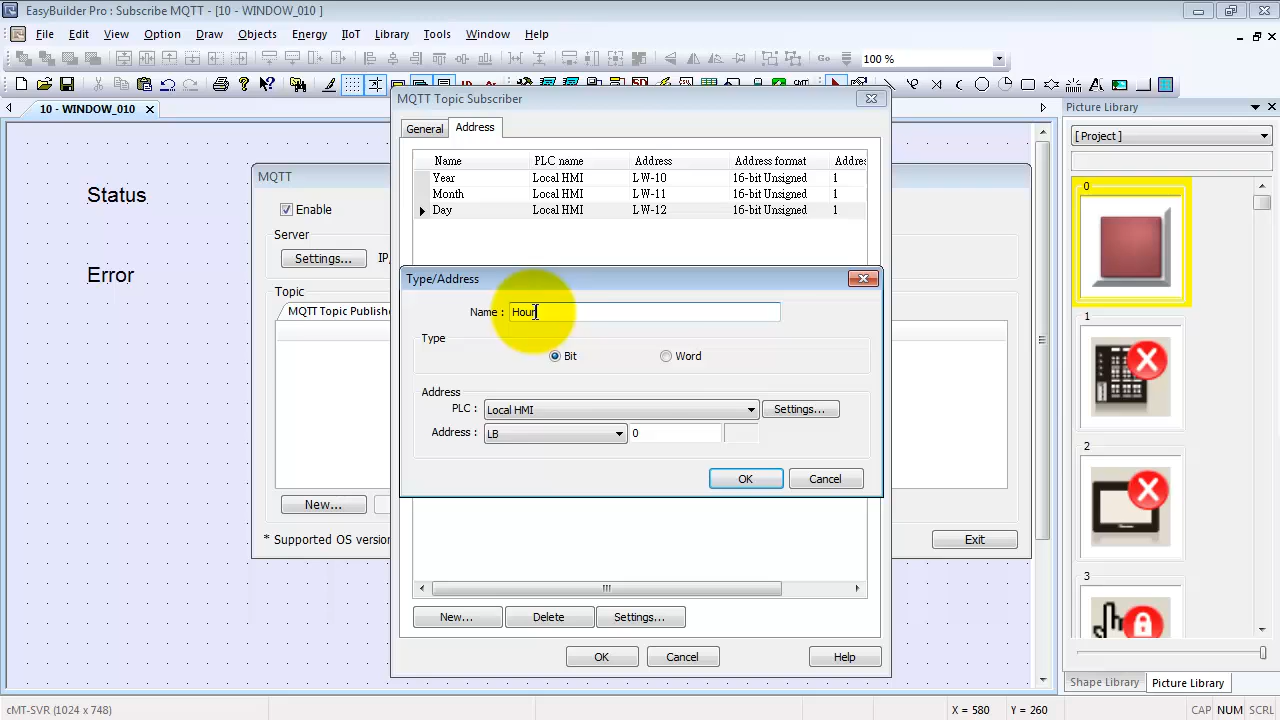 EasyBuilder Pro : Subscribe MQTT - [10 - WINDOW_010 ]
File Edit View Option Draw Objects Energy IIoT Library Tools Window Help
100 %
10 - WINDOW_010
Status
Error
MQTT
Enable
Server
Settings...
IP,
Topic
MQTT Topic Publishe
New...
* Supported OS version
Exit
MQTT Topic Subscriber
General Address
Name PLC name Address Address format Addres
Year Local HMI LW-10 16-bit Unsigned 1
Month Local HMI LW-11 16-bit Unsigned 1
Day Local HMI LW-12 16-bit Unsigned 1
Type/Address
Name : Hour
Type
Bit Word
Address
PLC : Local HMI Settings...
Address : LB 0
OK Cancel
New... Delete Settings...
OK Cancel Help
Picture Library
[ Project ]
0
1
2
3
Shape Library Picture Library
cMT-SVR (1024 x 748) X = 580 Y = 260 CAP NUM SCRL